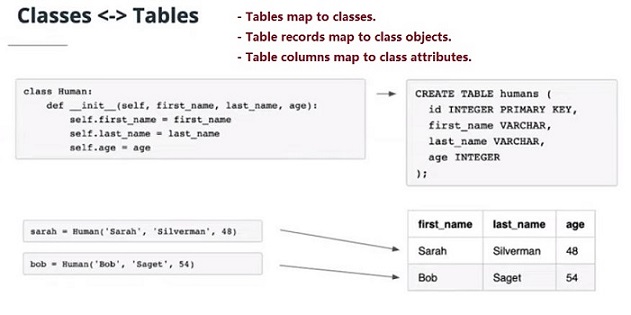 Classes <-> Tables
- Tables map to classes.
- Table records map to class objects.
- Table columns map to class attributes.
class Human:
def __init__(self, first_name, last_name, age):
self.first_name = first_name
self.last_name = last_name
self.age = age
CREATE TABLE humans (
id INTEGER PRIMARY KEY,
first_name VARCHAR,
last_name VARCHAR,
age INTEGER
);
sarah = Human('Sarah', 'Silverman', 48)
bob = Human('Bob', 'Saget', 54)
first_name last_name age
Sarah Silverman 48
Bob Saget 54